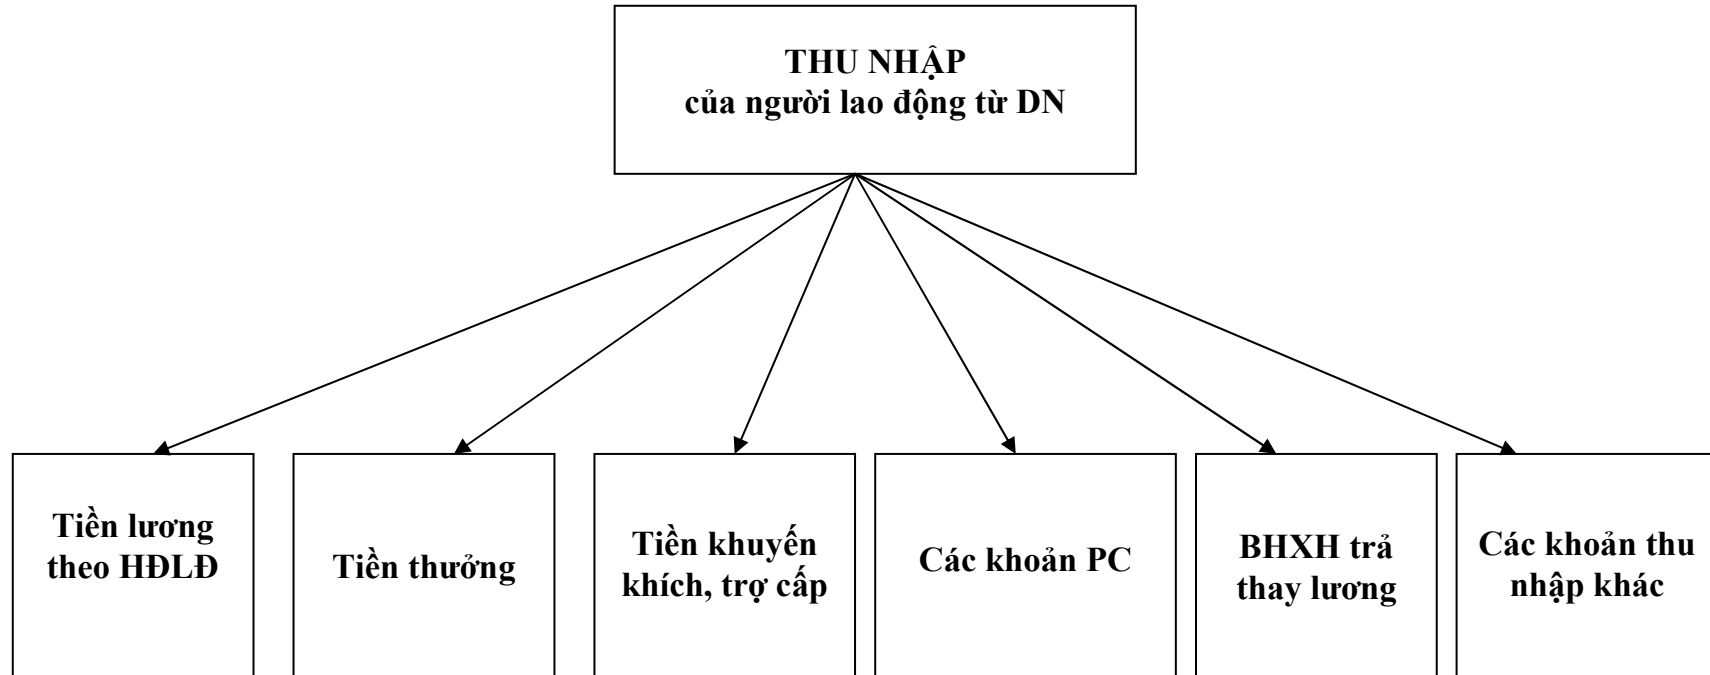 THU NHẬP
của người lao động từ DN
Tiền lương
theo HĐLĐ
Tiền thưởng
Tiền khuyến
khích, trợ cấp
Các khoản PC
BHXH trả
thay lương
Các khoản thu
nhập khác